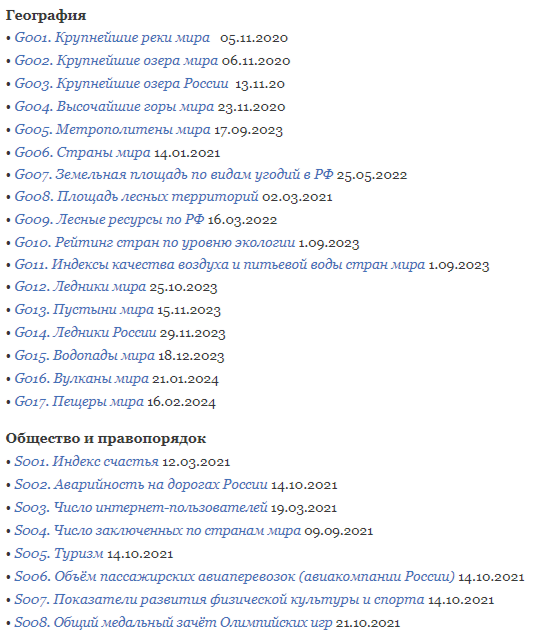 География
• G001. Крупнейшие реки мира 05.11.2020
• G002. Крупнейшие озера мира 06.11.2020
• G003. Крупнейшие озера России 13.11.20
• G004. Высочайшие горы мира 23.11.2020
• G005. Метрополитены мира 17.09.2023
• G006. Страны мира 14.01.2021
• G007. Земельная площадь по видам угодий в РФ 25.05.2022
• G008. Площадь лесных территорий 02.03.2021
• G009. Лесные ресурсы по РФ 16.03.2022
• G010. Рейтинг стран по уровню экологии 1.09.2023
• G011. Индексы качества воздуха и питьевой воды стран мира 1.09.2023
• G012. Ледники мира 25.10.2023
• G013. Пустыни мира 15.11.2023
• G014. Ледники России 29.11.2023
• G015. Водопады мира 18.12.2023
• G016. Вулканы мира 21.01.2024
• G017. Пещеры мира 16.02.2024
Общество и правопорядок
• S001. Индекс счастья 12.03.2021
• S002. Аварийность на дорогах России 14.10.2021
• S003. Число интернет-пользователей 19.03.2021
• S004. Число заключенных по странам мира 09.09.2021
• S005. Туризм 14.10.2021
• S006. Объём пассажирских авиаперевозок (авиакомпании России) 14.10.2021
• S007. Показатели развития физической культуры и спорта 14.10.2021
• S008. Общий медальный зачёт Олимпийских игр 21.10.2021